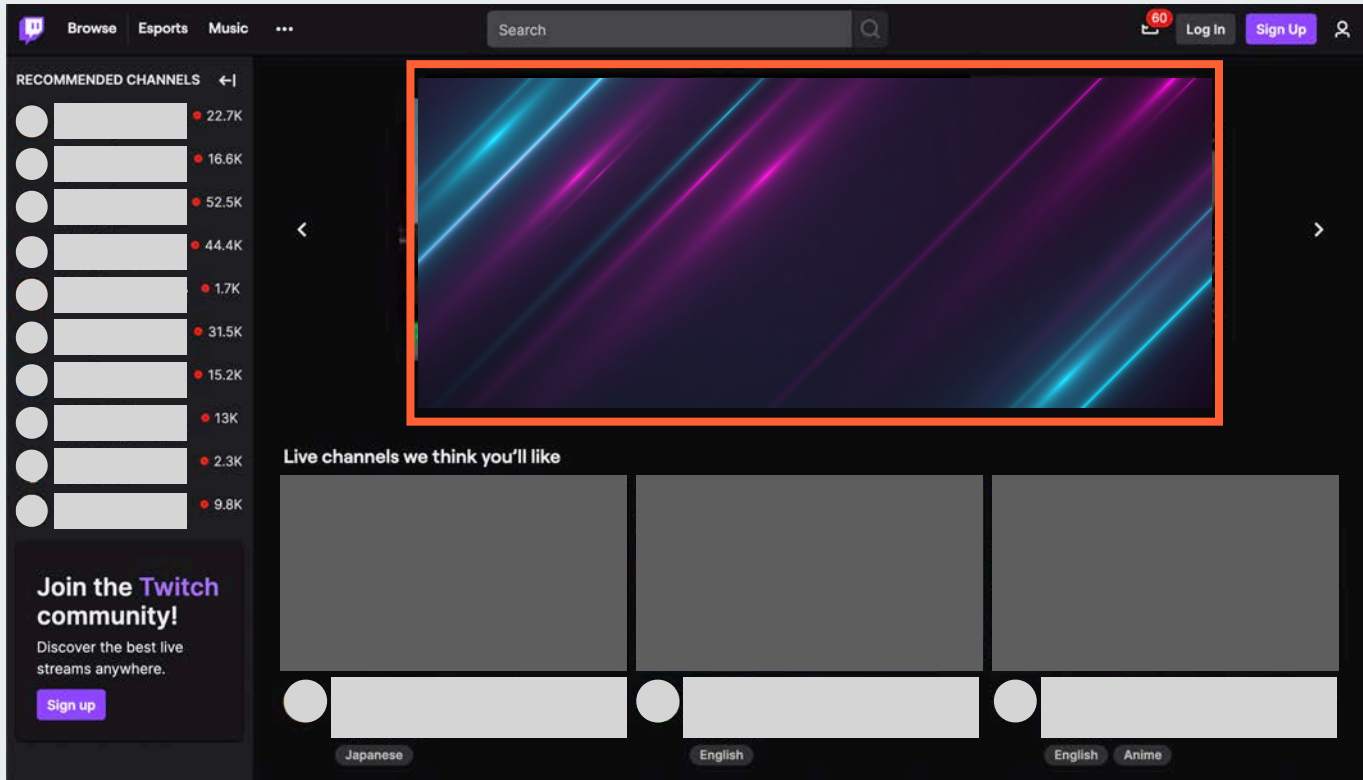 Browse Esports Music •••
Search
60
Log In
Sign Up
RECOMMENDED CHANNELS
22.7K
16.6K
52.5K
44.4K
1.7K
31.5K
15.2K
13K
2.3K
9.8K
Join the Twitch
community!
Discover the best live
streams anywhere.
Sign up
Live channels we think you'll like
Japanese
English
English Anime